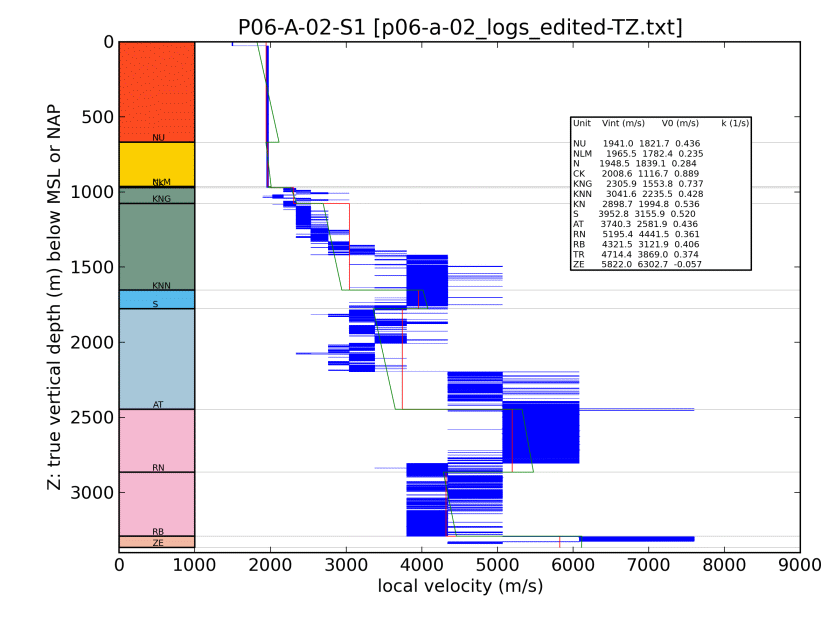 P06-A-02-S1 [p06-a-02_logs_edited-TZ.txt]
Z: true vertical depth (m) below MSL or NAP
0
500
1000
1500
2000
2500
3000
NU
NLM
KNG
KNN
S
AT
RN
RB
ZE
Unit Vint (m/s) V0 (m/s) k (1/s)
NU 1941.0 1821.7 0.436
NLM 1965.5 1782.4 0.235
N 1948.5 1839.1 0.284
CK 2008.6 1116.7 0.889
KNG 2305.9 1553.8 0.737
KNN 3041.6 2235.5 0.428
KN 2898.7 1994.8 0.536
S 3952.8 3155.9 0.520
AT 3740.3 2581.9 0.436
RN 5195.4 4441.5 0.361
RB 4321.5 3121.9 0.406
TR 4714.4 3869.0 0.374
ZE 5822.0 6302.7 -0.057
0 1000 2000 3000 4000 5000 6000 7000 8000 9000
local velocity (m/s)